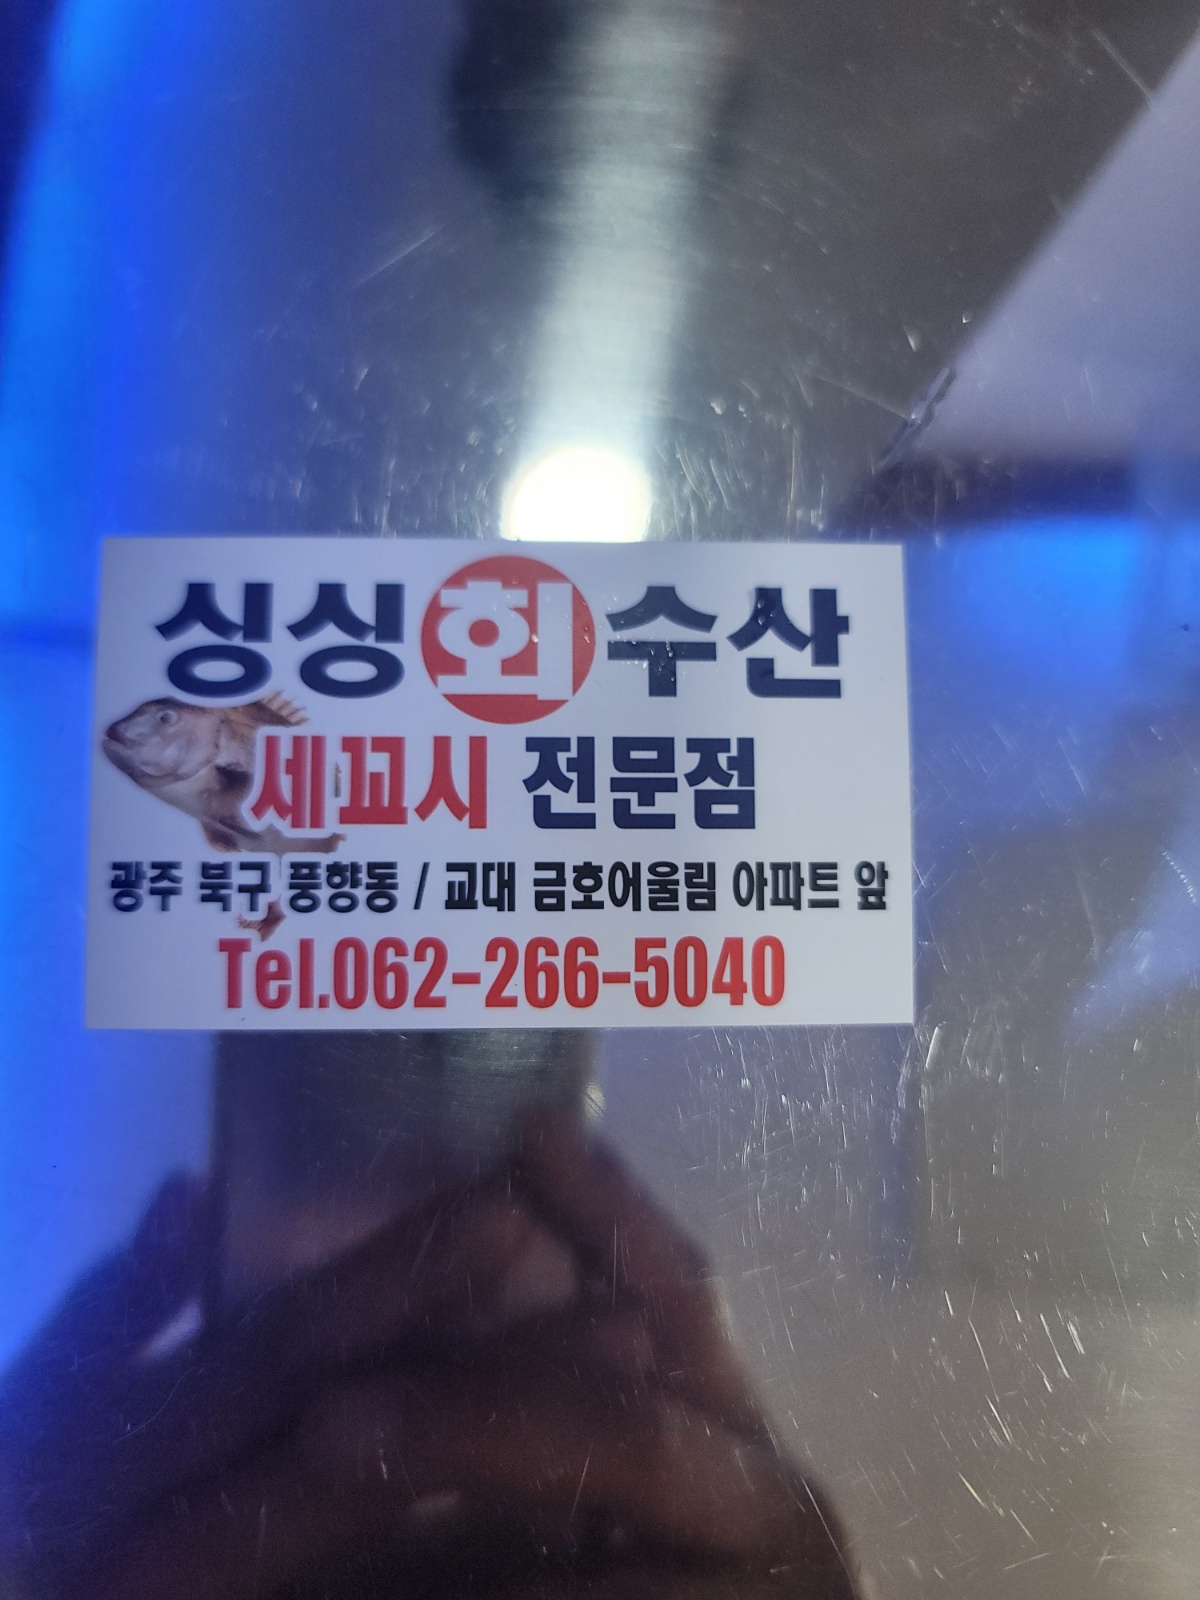 싱싱회수산
세꼬시 전문점
광주 북구 풍향동 / 교대 금호어울림 아파트 앞
Tel.062-266-5040